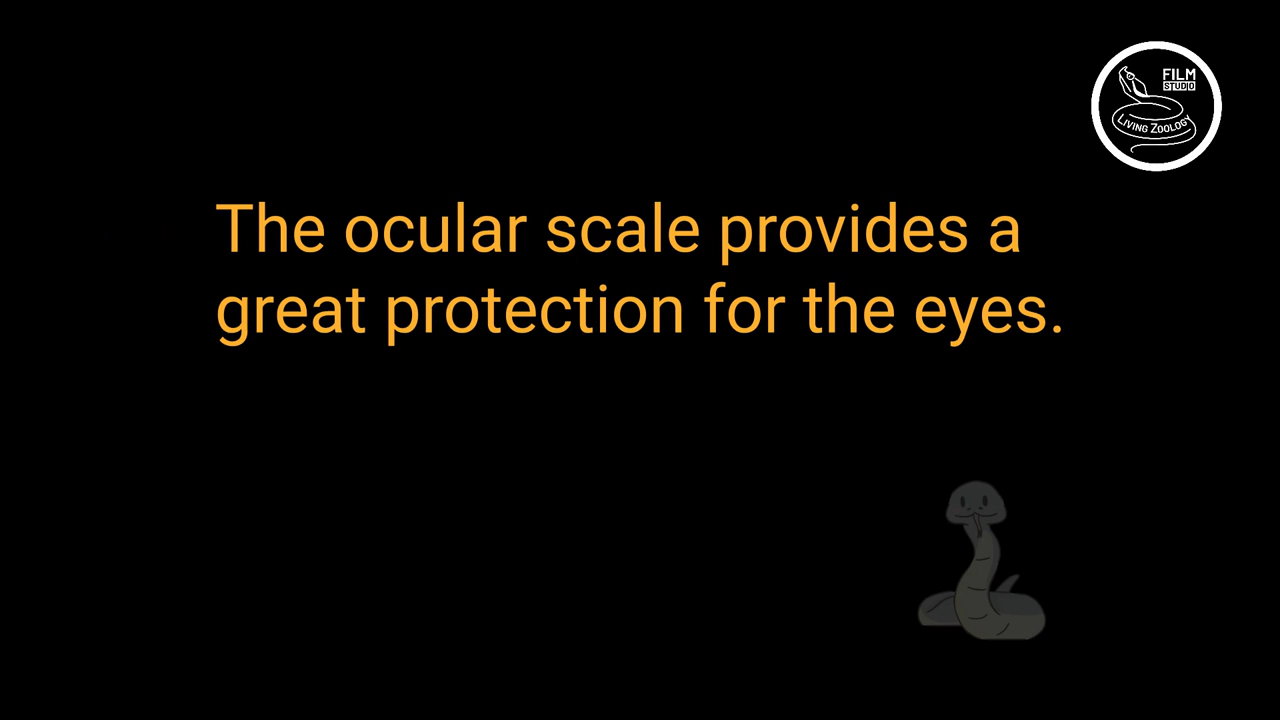 FILM
STUDIO
LIVING ZOOLOGY
The ocular scale provides a
great protection for the eyes.